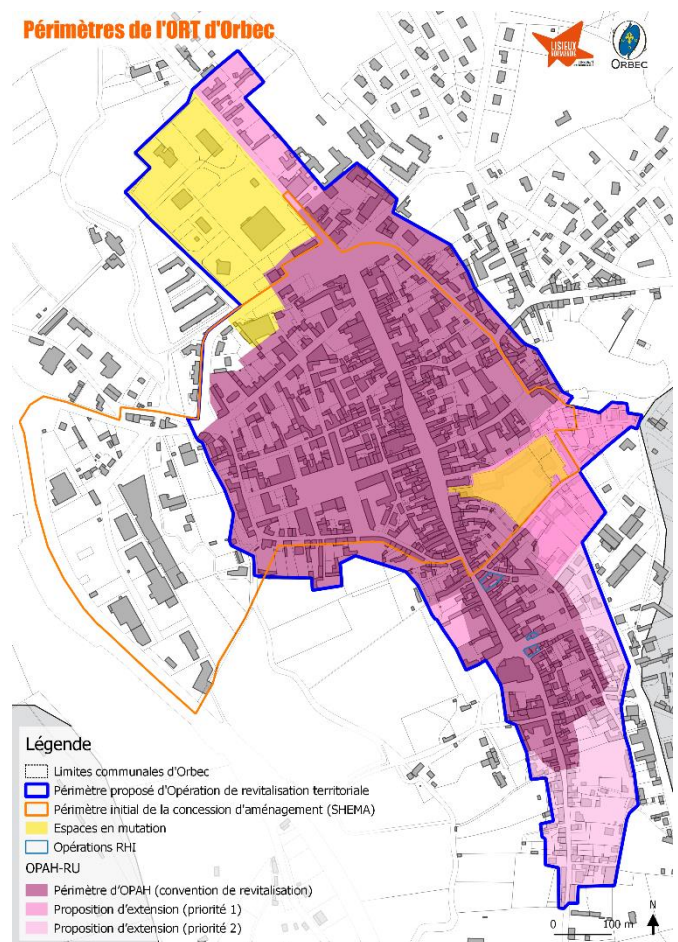 Périmètres de l'ORT d'Orbec
LISIEUX
NORMANDIE
ORBEC
Légende
Limites communales d'Orbec
Périmètre proposé d'Opération de revitalisation territoriale
Périmètre initial de la concession d'aménagement (SHEMA)
Espaces en mutation
Opérations RHI
OPAH-RU
Périmètre d'OPAH (convention de revitalisation)
Proposition d'extension (priorité 1)
Proposition d'extension (priorité 2)
0 100 m
N